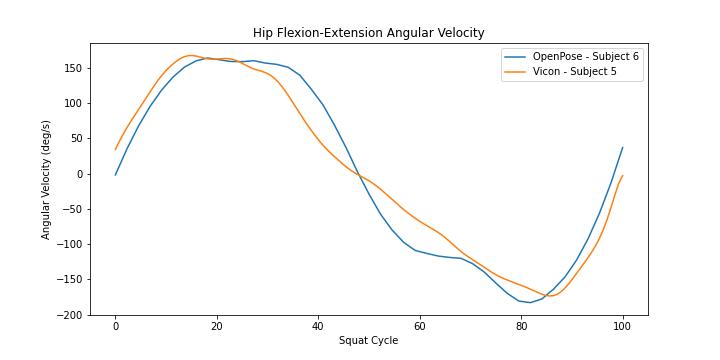 Hip Flexion-Extension Angular Velocity
OpenPose - Subject 6
Vicon - Subject 5
Angular Velocity (deg/s)
150
100
50
0
−50
−100
−150
−200
0 20 40 60 80 100
Squat Cycle